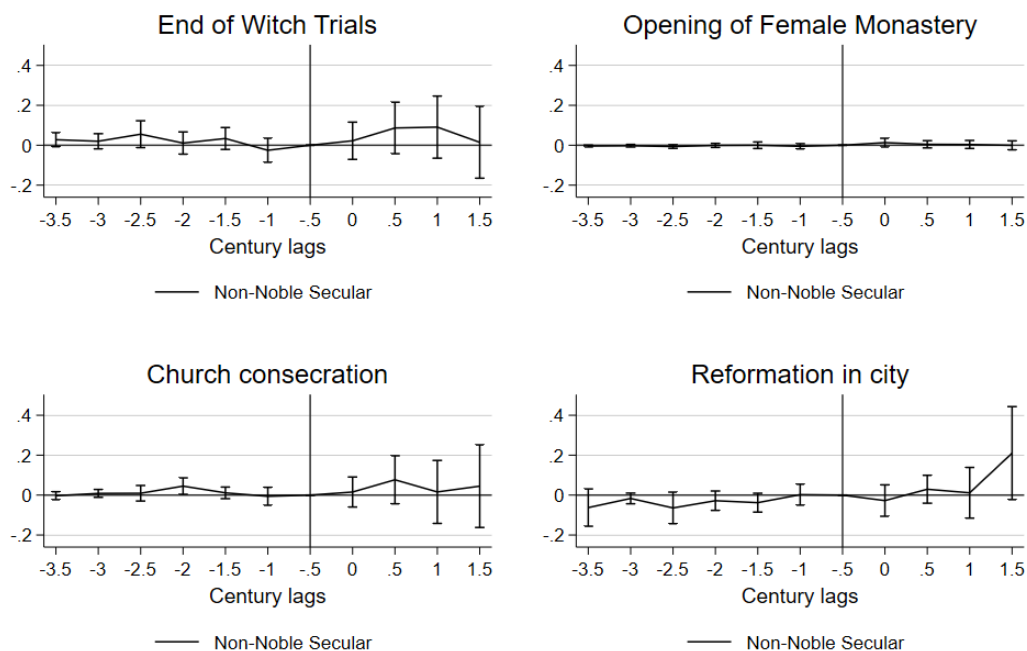 End of Witch Trials
.4
.2
0
-.2
-3.5 -3 -2.5 -2 -1.5 -1 -.5 0 .5 1 1.5
Century lags
Non-Noble Secular
Opening of Female Monastery
.4
.2
0
-.2
-3.5 -3 -2.5 -2 -1.5 -1 -.5 0 .5 1 1.5
Century lags
Non-Noble Secular
Church consecration
.4
.2
0
-.2
-3.5 -3 -2.5 -2 -1.5 -1 -.5 0 .5 1 1.5
Century lags
Non-Noble Secular
Reformation in city
.4
.2
0
-.2
-3.5 -3 -2.5 -2 -1.5 -1 -.5 0 .5 1 1.5
Century lags
Non-Noble Secular